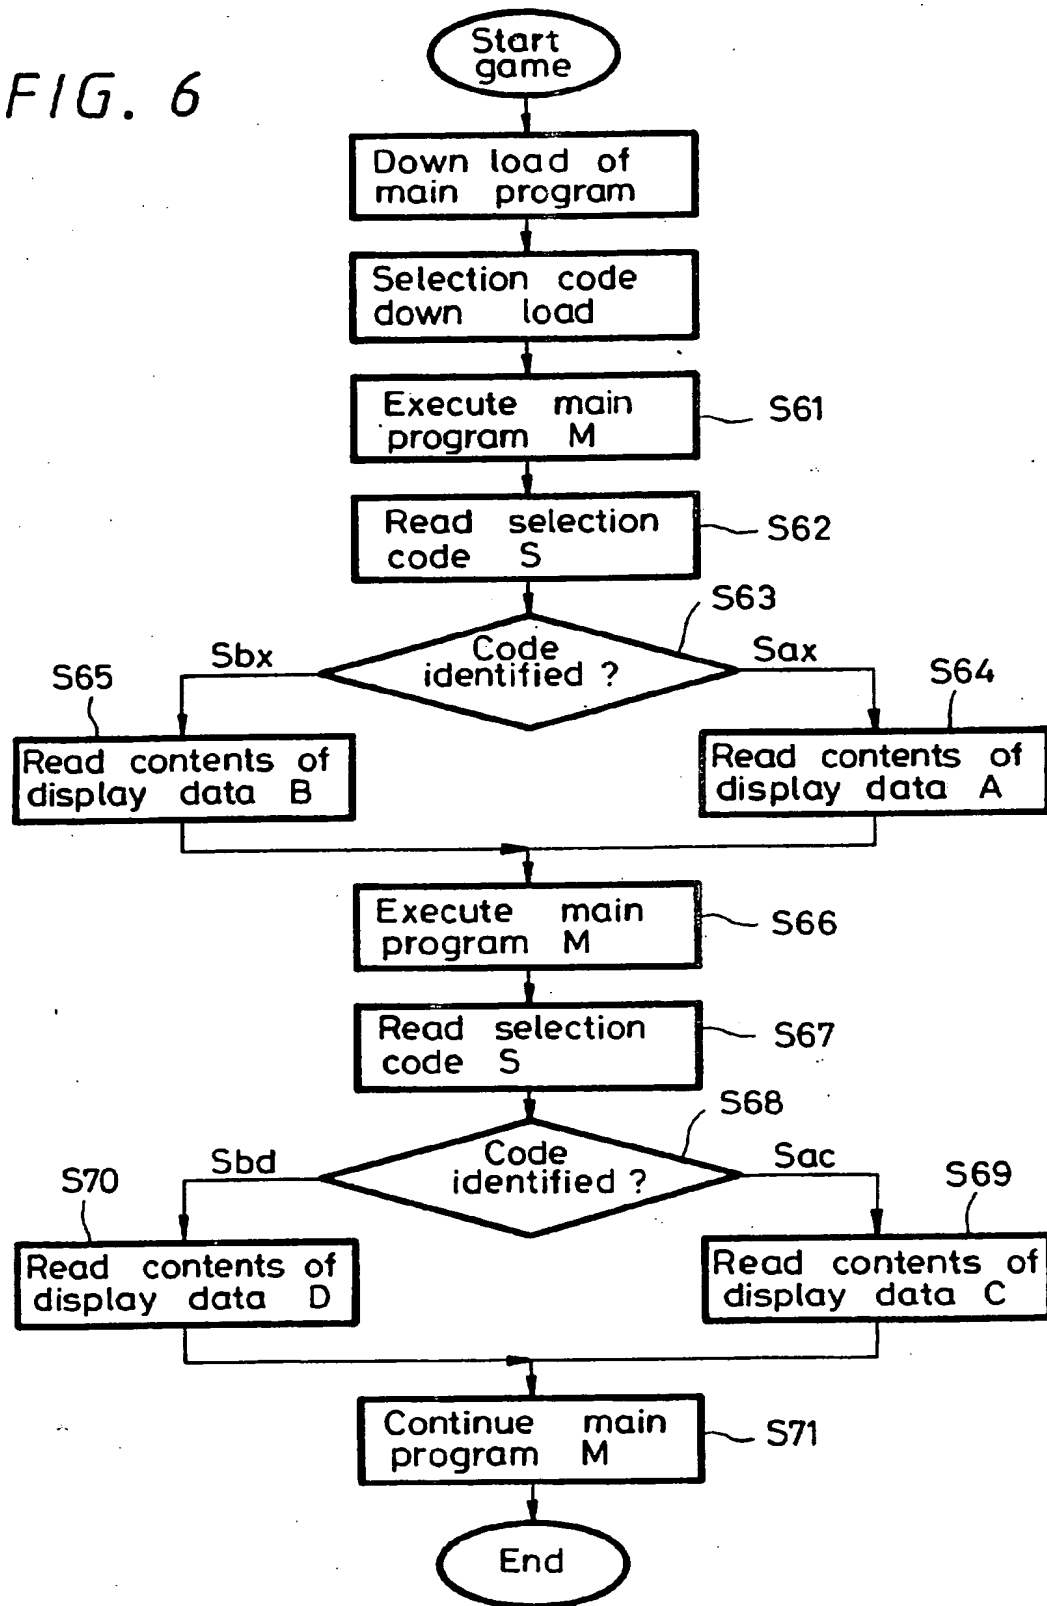 FIG. 6
Start
game
Down load of
main program
Selection code
down load
Execute main
program M
S61
Read selection
code S
S62
Code
identified ?
S63
Sbx
Sax
S65
Read contents of
display data B
S64
Read contents of
display data A
Execute main
program M
S66
Read selection
code S
S67
Code
identified ?
S68
Sbd
Sac
S70
Read contents of
display data D
S69
Read contents of
display data C
Continue main
program M
S71
End